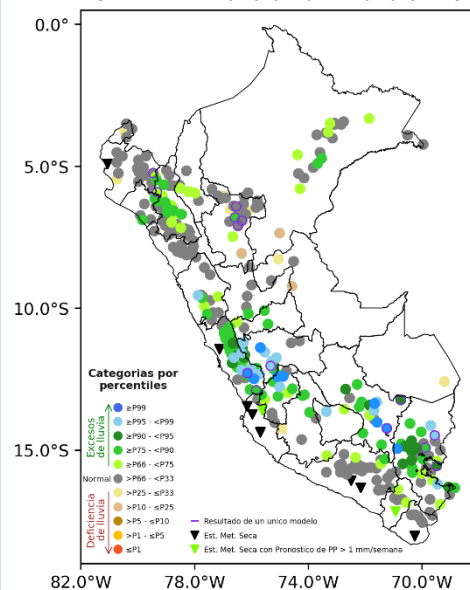 0.0°
5.0°S
10.0°S
15.0°S
Categorias por
percentiles
Excesos
de lluvia
≥P99
≥P95 - <P99
≥P90 - <P95
≥P75 - <P90
≥P66 - <P75
Normal
>P66 - <P33
Deficiencia
de lluvia
>P25 - ≤P33
>P10 - ≤P25
>P5 - ≤P10
>P1 - ≤P5
≤P1
Resultado de un unico modelo
Est. Met. Seca
Est. Met. Seca con Pronostico de PP > 1 mm/semana
82.0°W
78.0°W
74.0°W
70.0°W